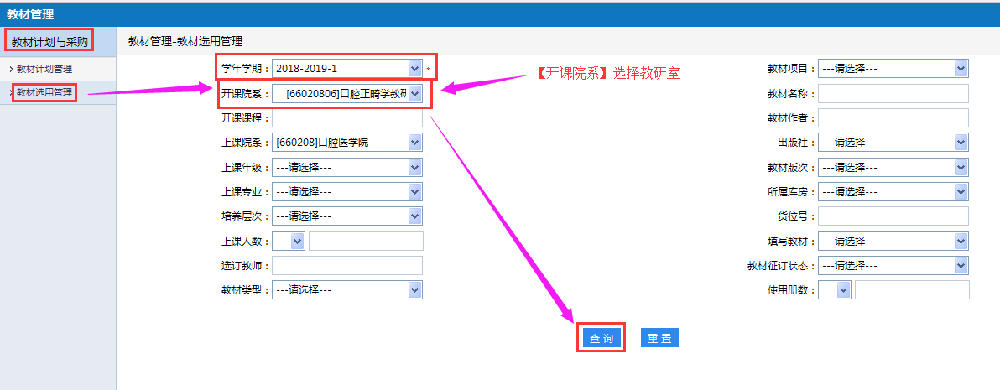 教材管理
教材计划与采购
教材计划管理
教材选用管理
教材管理-教材选用管理
学年学期： 2018-2019-1 *
教材项目： ---请选择---
【开课院系】选择教研室
开课院系： [66020806]口腔正畸学教研
教材名称：
开课课程：
教材作者：
上课院系： [660208]口腔医学院
出版社： ---请选择---
上课年级： ---请选择---
教材版次： ---请选择---
上课专业： ---请选择---
所属库房： ---请选择---
培养层次： ---请选择---
货位号：
上课人数：
填写教材： ---请选择---
选订教师：
教材征订状态： ---请选择---
教材类型： ---请选择---
使用册数：
查 询
重 置